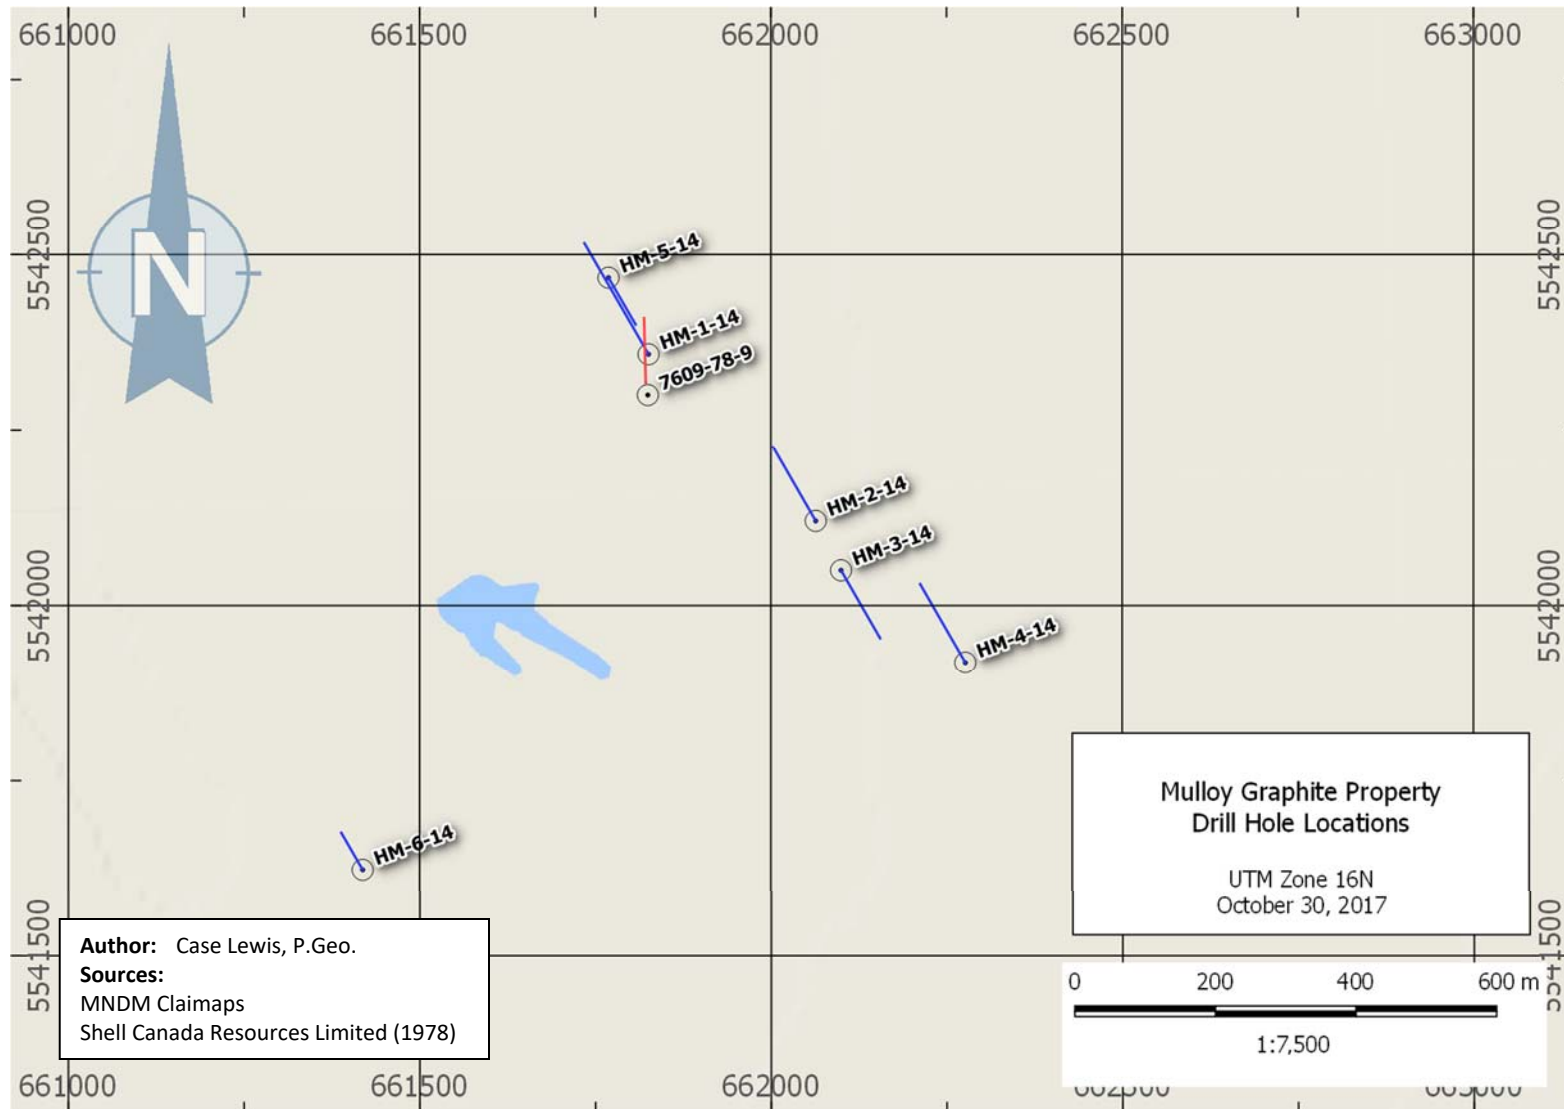 661000 661500 662000 662500 663000
N
5542500 5542500
HM-5-14
HM-1-14
7609-78-9
HM-2-14
HM-3-14
5542000 5542000
HM-4-14
Mulloy Graphite Property
Drill Hole Locations
UTM Zone 16N
October 30, 2017
HM-6-14
5541500
Author: Case Lewis, P.Geo.
Sources:
MNDM Claimaps
Shell Canada Resources Limited (1978)
0 200 400 600 m
1:7,500
661000 661500 662000